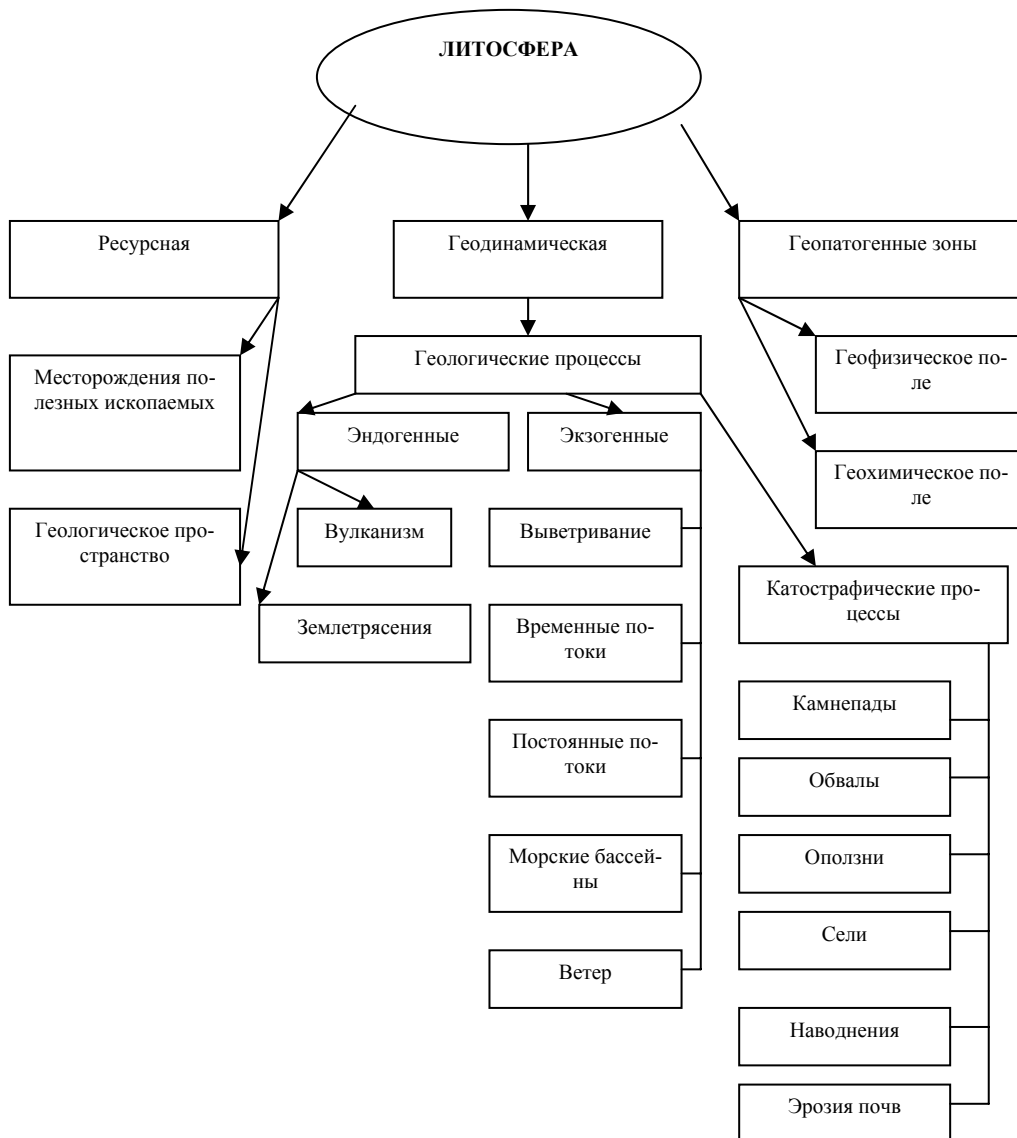 ЛИТОСФЕРА
Ресурсная
Геодинамическая
Геопатогенные зоны
Месторождения по-
лезных ископаемых
Геологическое про-
странство
Геологические процессы
Эндогенные
Экзогенные
Вулканизм
Землетрясения
Выветривание
Временные по-
токи
Постоянные по-
токи
Морские бассей-
ны
Ветер
Геофизическое по-
ле
Геохимическое по-
ле
Катострафические про-
цессы
Камнепады
Обвалы
Оползни
Сели
Наводнения
Эрозия почв